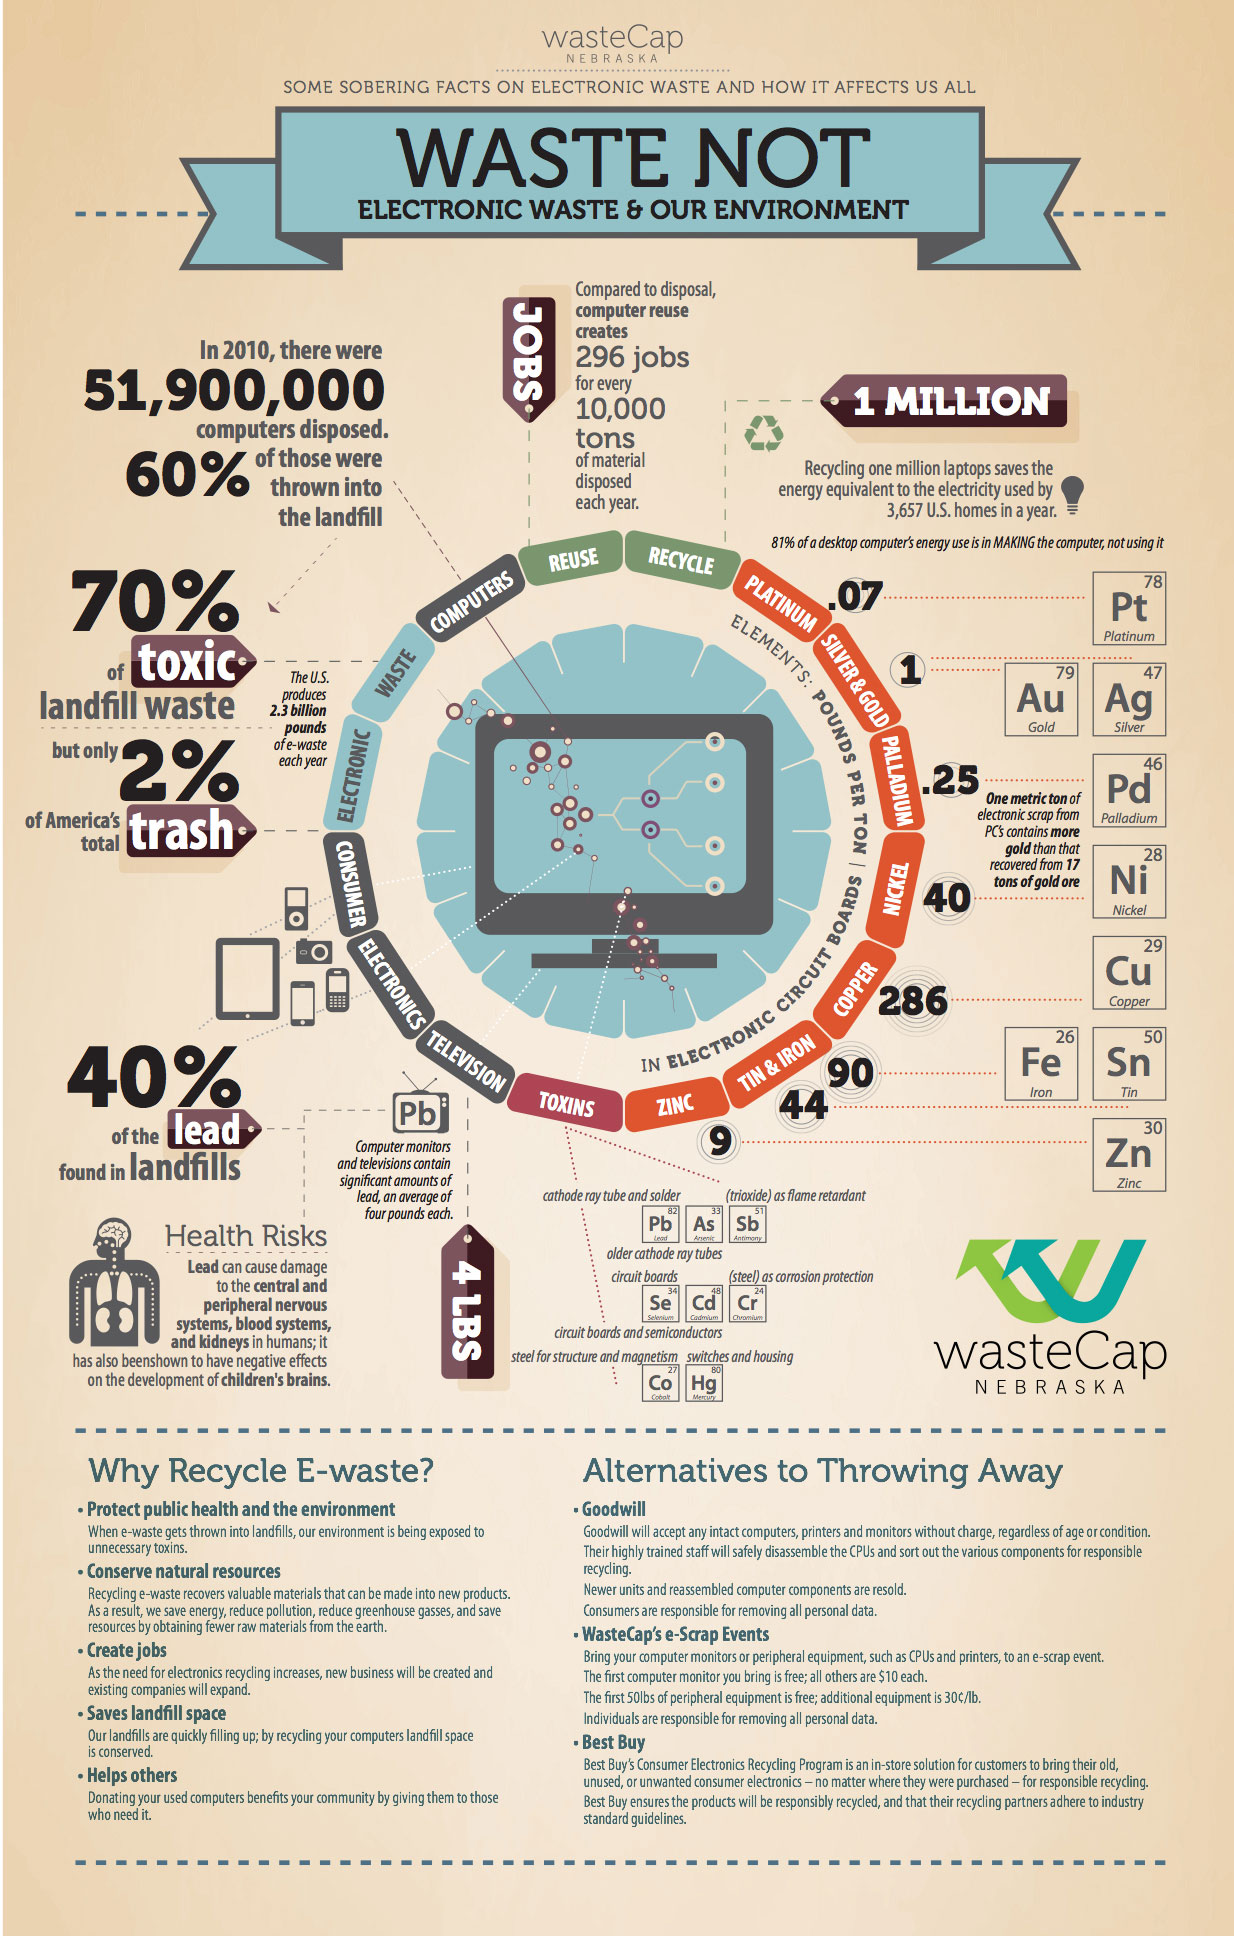 wasteCap
NEBRASKA
SOME SOBERING FACTS ON ELECTRONIC WASTE AND HOW IT AFFECTS US ALL
WASTE NOT
ELECTRONIC WASTE & OUR ENVIRONMENT
JOBS
Compared to disposal,
computer reuse
creates
296 jobs
for every
10,000
tons
of material
disposed
each year.
In 2010, there were
51,900,000
computers disposed.
60% of those were
thrown into
the landfill
1 MILLION
Recycling one million laptops saves the
energy equivalent to the electricity used by
3,657 U.S. homes in a year.
81% of a desktop computer's energy use is in MAKING the computer, not using it
70%
of toxic
landfill waste
but only 2%
of America's
total trash
The U.S.
produces
2.3 billion
pounds
of e-waste
each year
ELECTRONIC
WASTE
COMPUTERS
REUSE
RECYCLE
PLATINUM
SILVER & GOLD
PALLADIUM
NICKEL
COPPER
TIN & IRON
ZINC
TOXINS
TELEVISION
ELECTRONICS
CONSUMER
ELEMENTS: POUNDS PER TON | IN ELECTRONIC CIRCUIT BOARDS
.07
78
Pt
Platinum
1
79
Au
Gold
47
Ag
Silver
.25
46
Pd
Palladium
One metric ton of
electronic scrap from
PC's contains more
gold than that
recovered from 17
tons of gold ore
40
28
Ni
Nickel
286
29
Cu
Copper
90
26
Fe
Iron
44
50
Sn
Tin
9
30
Zn
Zinc
40%
of the lead
found in landfills
Pb
Computer monitors
and televisions contain
significant amounts of
lead, an average of
four pounds each.
4 LBS
Health Risks
Lead can cause damage
to the central and
peripheral nervous
systems, blood systems,
and kidneys in humans; it
has also beenshown to have negative effects
on the development of children's brains.
cathode ray tube and solder
(trioxide) as flame retardant
82
Pb
Lead
33
As
Arsenic
51
Sb
Antimony
older cathode ray tubes
circuit boards
(steel) as corrosion protection
34
Se
Selenium
48
Cd
Cadmium
24
Cr
Chromium
circuit boards and semiconductors
steel for structure and magnetism
switches and housing
27
Co
Cobalt
80
Hg
Mercury
wasteCap
NEBRASKA
Why Recycle E-waste?
• Protect public health and the environment
When e-waste gets thrown into landfills, our environment is being exposed to
unnecessary toxins.
• Conserve natural resources
Recycling e-waste recovers valuable materials that can be made into new products.
As a result, we save energy, reduce pollution, reduce greenhouse gasses, and save
resources by obtaining fewer raw materials from the earth.
• Create jobs
As the need for electronics recycling increases, new business will be created and
existing companies will expand.
• Saves landfill space
Our landfills are quickly filling up; by recycling your computers landfill space
is conserved.
• Helps others
Donating your used computers benefits your community by giving them to those
who need it.
Alternatives to Throwing Away
• Goodwill
Goodwill will accept any intact computers, printers and monitors without charge, regardless of age or condition.
Their highly trained staff will safely disassemble the CPUs and sort out the various components for responsible
recycling.
Newer units and reassembled computer components are resold.
Consumers are responsible for removing all personal data.
• WasteCap's e-Scrap Events
Bring your computer monitors or peripheral equipment, such as CPUs and printers, to an e-scrap event.
The first computer monitor you bring is free; all others are $10 each.
The first 50lbs of peripheral equipment is free; additional equipment is 30¢/lb.
Individuals are responsible for removing all personal data.
• Best Buy
Best Buy's Consumer Electronics Recycling Program is an in-store solution for customers to bring their old,
unused, or unwanted consumer electronics – no matter where they were purchased – for responsible recycling.
Best Buy ensures the products will be responsibly recycled, and that their recycling partners adhere to industry
standard guidelines.